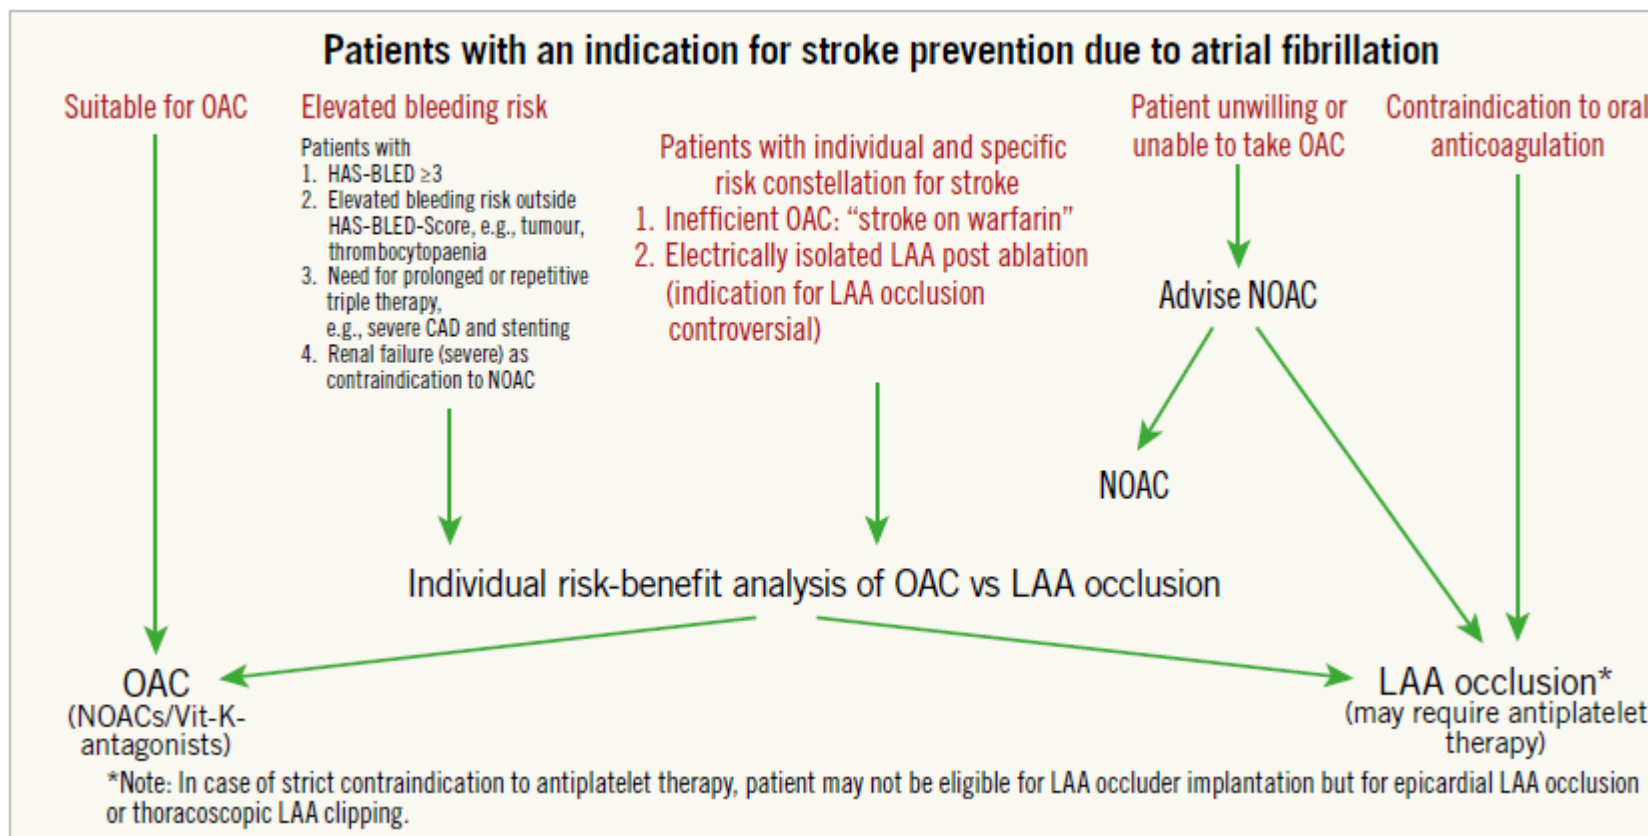 Patients with an indication for stroke prevention due to atrial fibrillation
Suitable for OAC
Elevated bleeding risk
Patients with
1. HAS-BLED ≥3
2. Elevated bleeding risk outside
HAS-BLED-Score, e.g., tumour,
thrombocytopaenia
3. Need for prolonged or repetitive
triple therapy,
e.g., severe CAD and stenting
4. Renal failure (severe) as
contraindication to NOAC
Patients with individual and specific
risk constellation for stroke
1. Inefficient OAC: “stroke on warfarin”
2. Electrically isolated LAA post ablation
(indication for LAA occlusion
controversial)
Patient unwilling or
unable to take OAC
Contraindication to oral
anticoagulation
Advise NOAC
NOAC
Individual risk-benefit analysis of OAC vs LAA occlusion
OAC
(NOACs/Vit-K-
antagonists)
LAA occlusion*
(may require antiplatelet
therapy)
*Note: In case of strict contraindication to antiplatelet therapy, patient may not be eligible for LAA occluder implantation but for epicardial LAA occlusion
or thoracoscopic LAA clipping.